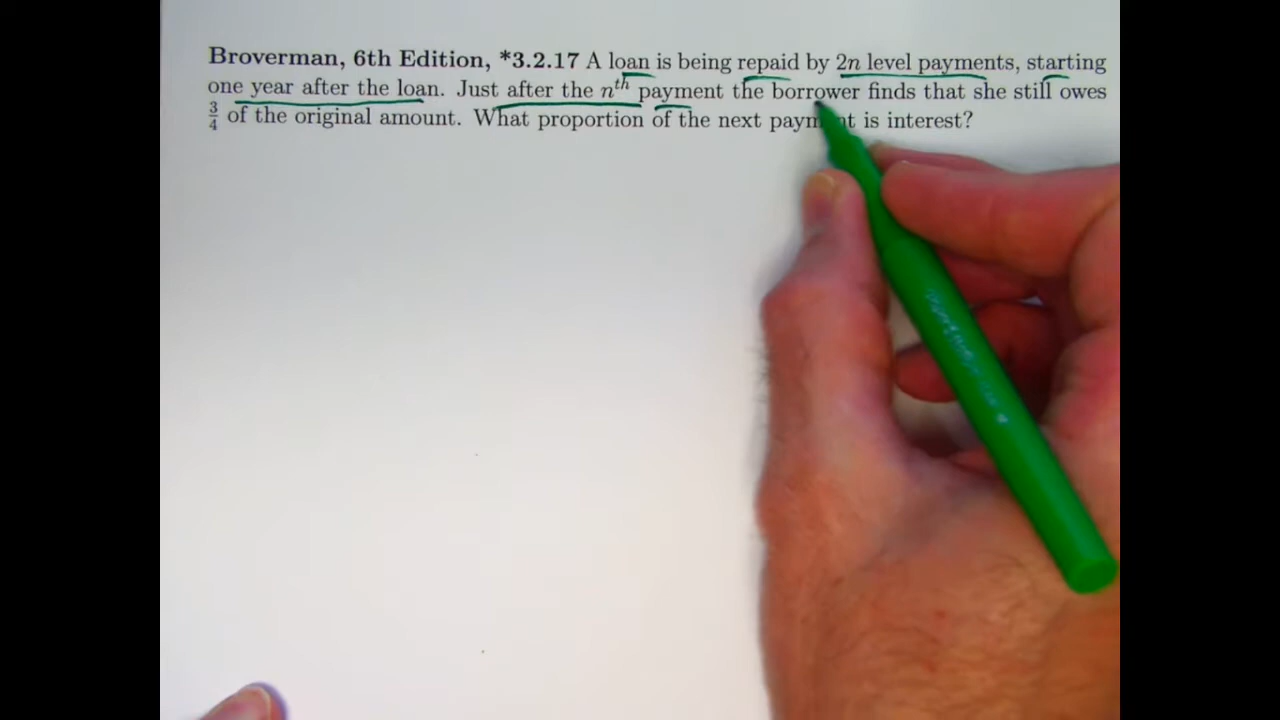 Broverman, 6th Edition, *3.2.17 A loan is being repaid by 2n level payments, starting
one year after the loan. Just after the nth payment the borrower finds that she still owes
3/4 of the original amount. What proportion of the next payment is interest?